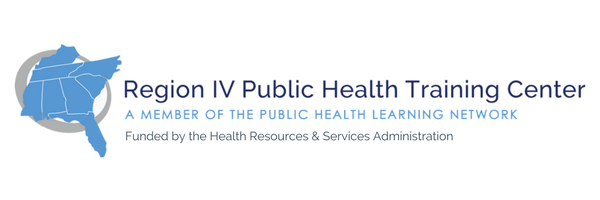 Region IV Public Health Training Center
A MEMBER OF THE PUBLIC HEALTH LEARNING NETWORK
Funded by the Health Resources & Services Administration